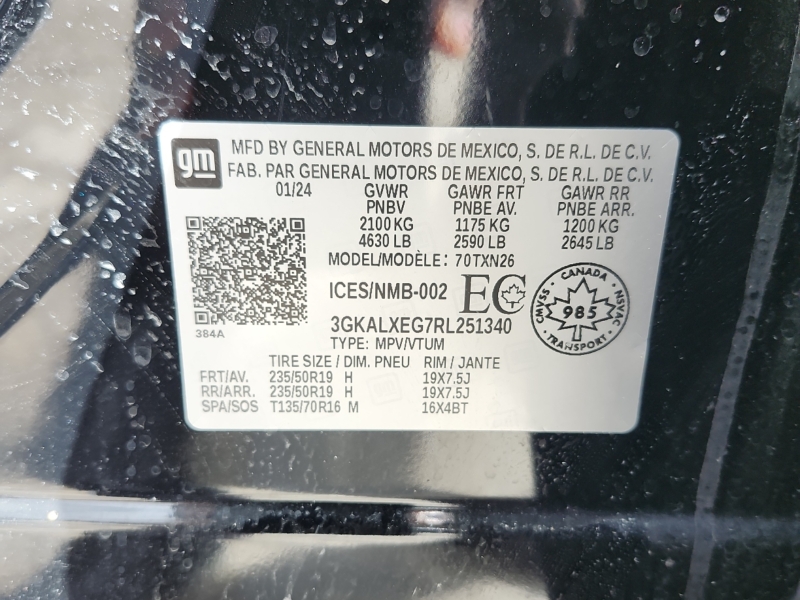 gm
MFD BY GENERAL MOTORS DE MEXICO, S. DE R.L. DE C.V.
FAB. PAR GENERAL MOTORS DE MEXICO, S. DE R.L. DE C.V.
01/24 GVWR GAWR FRT GAWR RR
PNBV PNBE AV. PNBE ARR.
2100 KG 1175 KG 1200 KG
4630 LB 2590 LB 2645 LB
MODEL/MODÈLE: 70TXN26
ICES/NMB-002 EC
CANADA
CMVSS 985 NSVAC
TRANSPORT
384A
3GKALXEG7RL251340
TYPE: MPV/VTUM
TIRE SIZE / DIM. PNEU RIM / JANTE
FRT/AV. 235/50R19 H 19X7.5J
RR/ARR. 235/50R19 H 19X7.5J
SPA/SOS T135/70R16 M 16X4BT